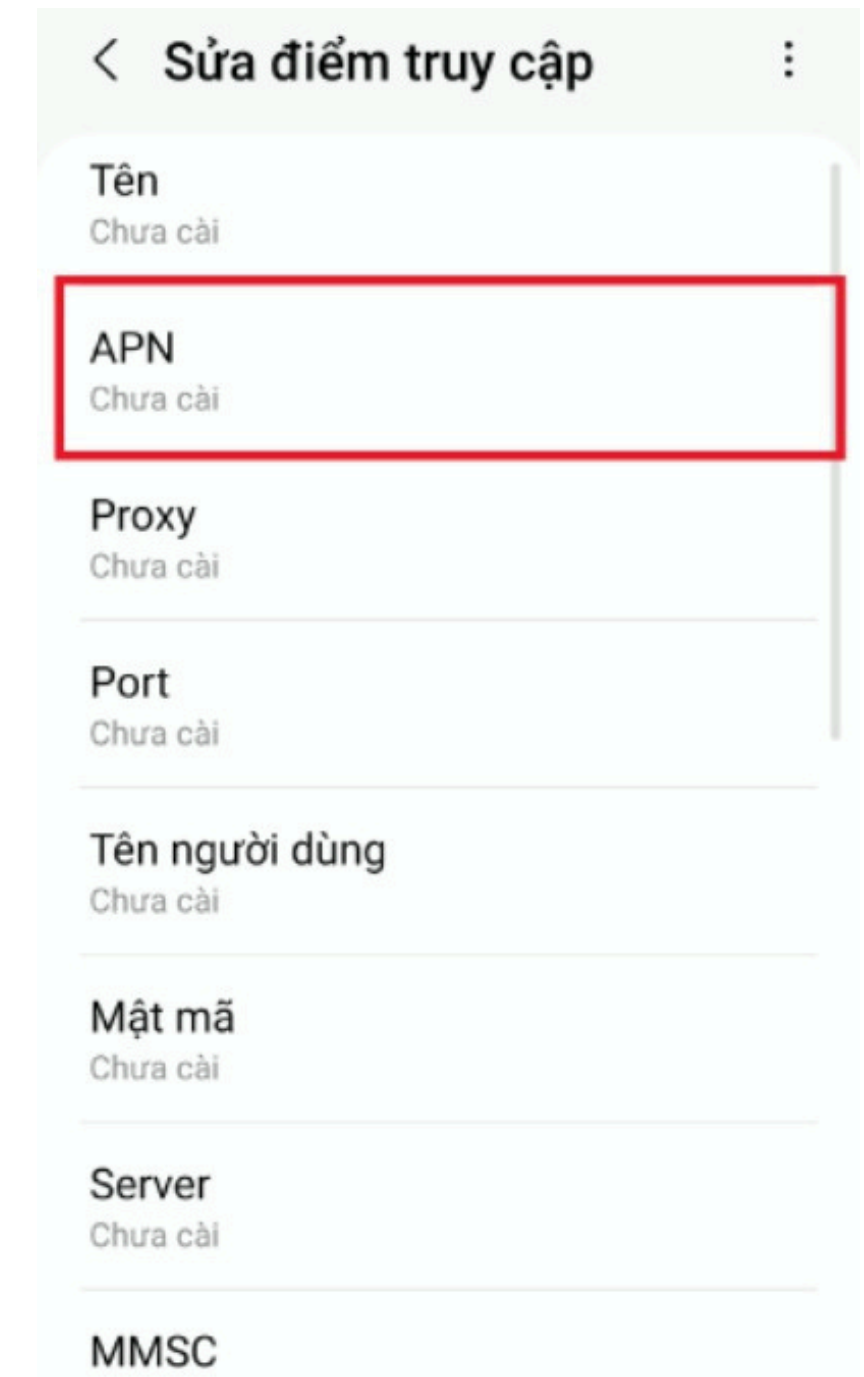 Sửa điểm truy cập
Tên
Chưa cài
APN
Chưa cài
Proxy
Chưa cài
Port
Chưa cài
Tên người dùng
Chưa cài
Mật mã
Chưa cài
Server
Chưa cài
MMSC